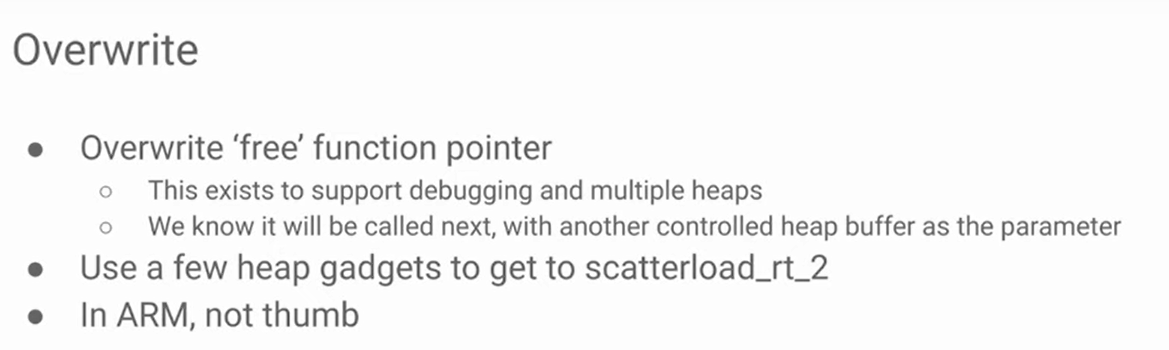 Overwrite
● Overwrite ‘free’ function pointer
○ This exists to support debugging and multiple heaps
○ We know it will be called next, with another controlled heap buffer as the parameter
● Use a few heap gadgets to get to scatterload_rt_2
● In ARM, not thumb